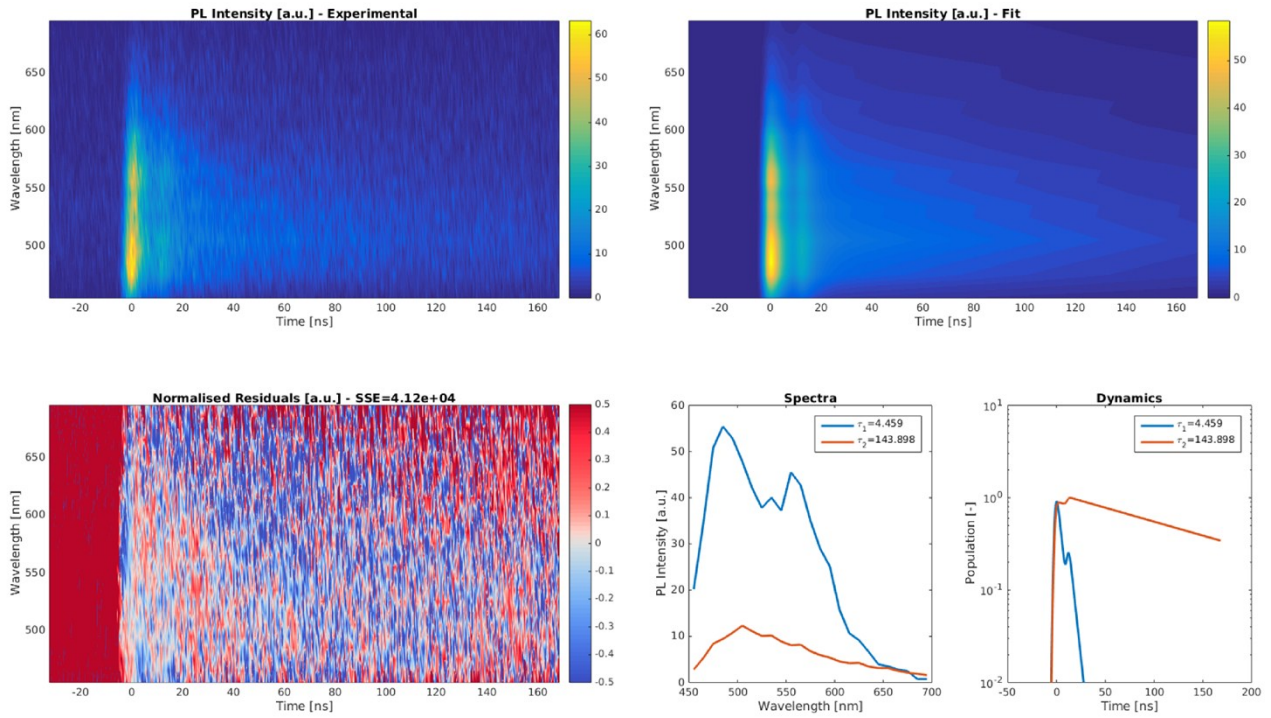 PL Intensity [a.u.] - Experimental
Wavelength [nm]
650
600
550
500
-20 0 20 40 60 80 100 120 140 160
Time [ns]
60
50
40
30
20
10
0
PL Intensity [a.u.] - Fit
Wavelength [nm]
650
600
550
500
-20 0 20 40 60 80 100 120 140 160
Time [ns]
50
40
30
20
10
0
Normalised Residuals [a.u.] - SSE=4.12e+04
Wavelength [nm]
650
600
550
500
-20 0 20 40 60 80 100 120 140 160
Time [ns]
0.5
0.4
0.3
0.2
0.1
0
-0.1
-0.2
-0.3
-0.4
-0.5
Spectra
PL Intensity [a.u.]
60
50
40
30
20
10
0
450 500 550 600 650 700
Wavelength [nm]
τ1=4.459
τ2=143.898
Dynamics
Population [-]
10^1
10^0
10^-1
10^-2
-50 0 50 100 150 200
Time [ns]
τ1=4.459
τ2=143.898